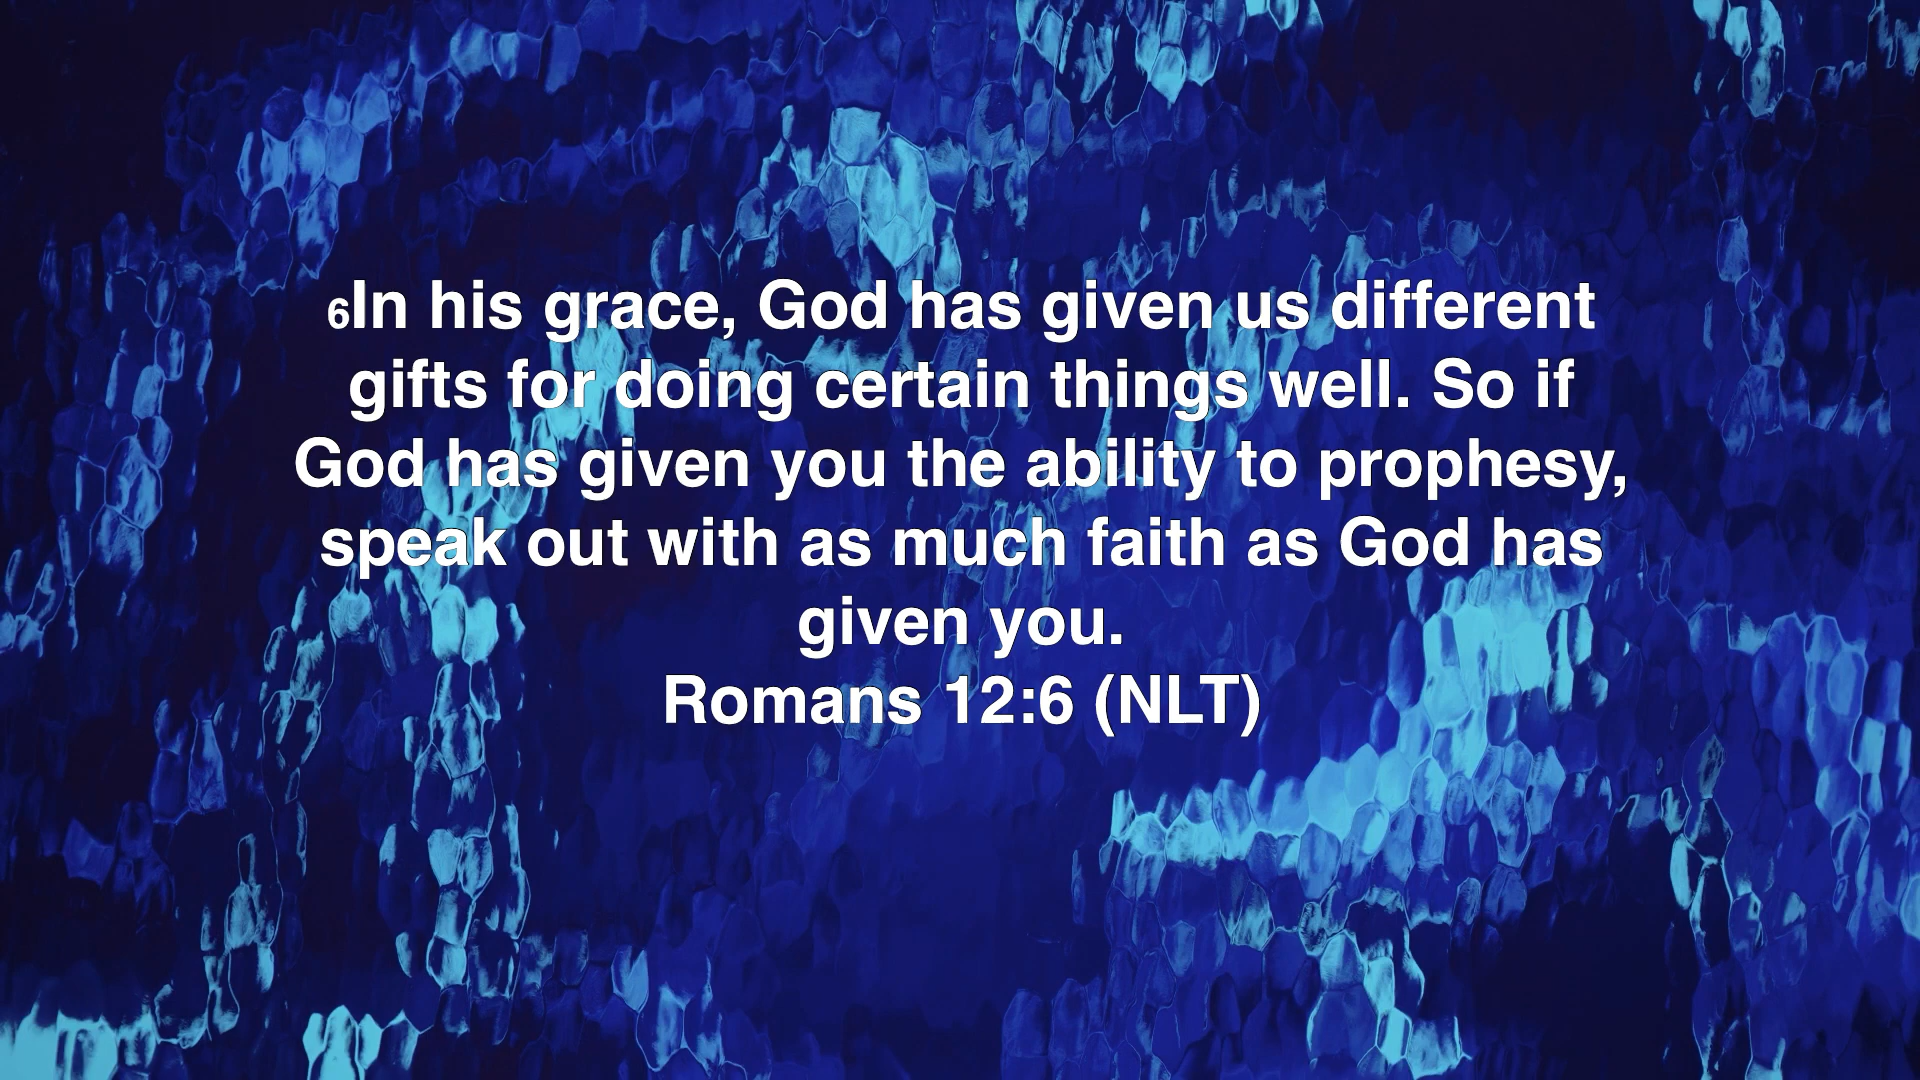 6In his grace, God has given us different
gifts for doing certain things well. So if
God has given you the ability to prophesy,
speak out with as much faith as God has
given you.
Romans 12:6 (NLT)